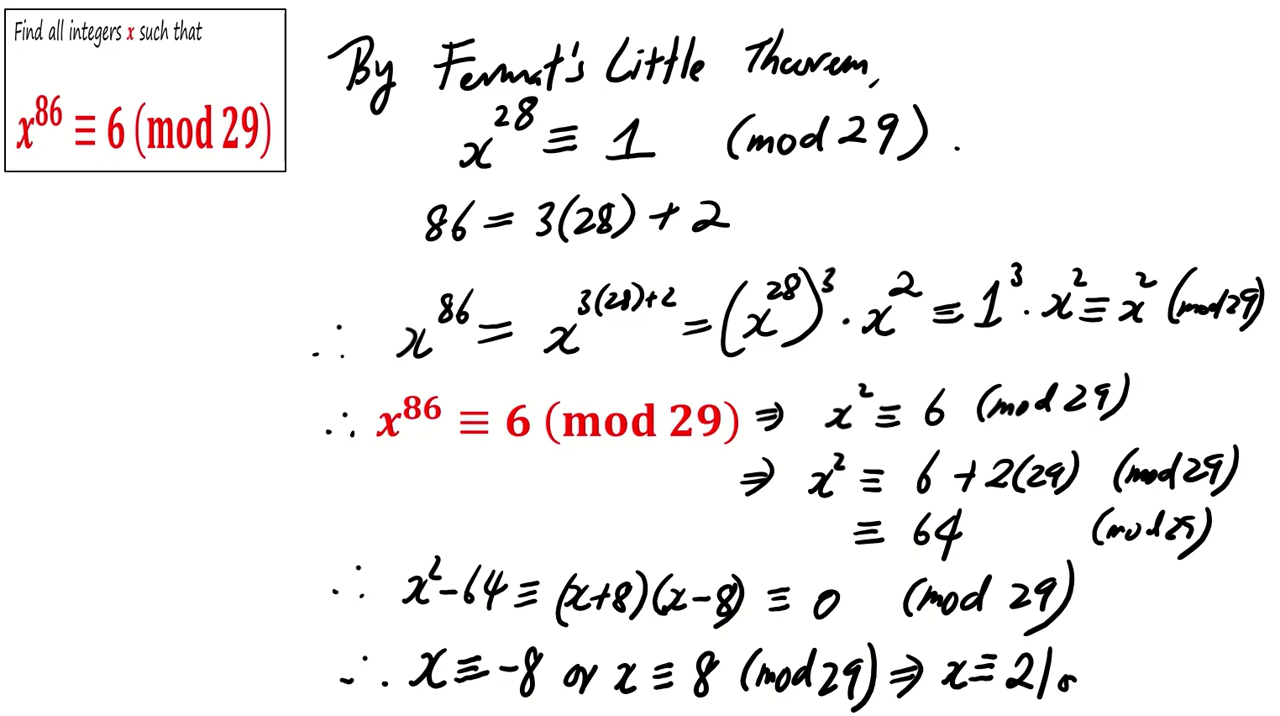 Find all integers x such that
x^86 ≡ 6 (mod 29)
By Fermat's Little Theorem,
x^28 ≡ 1 (mod 29).
86 = 3(28) + 2
∴ x^86 = x^(3(28)+2) = (x^28)^3 · x^2 ≡ 1^3 · x^2 ≡ x^2 (mod 29)
∴ x^86 ≡ 6 (mod 29) ⇒ x^2 ≡ 6 (mod 29)
⇒ x^2 ≡ 6 + 2(29) (mod 29)
≡ 64 (mod 29)
∴ x^2 - 64 ≡ (x+8)(x-8) ≡ 0 (mod 29)
∴ x ≡ -8 or x ≡ 8 (mod 29) ⇒ x ≡ 21